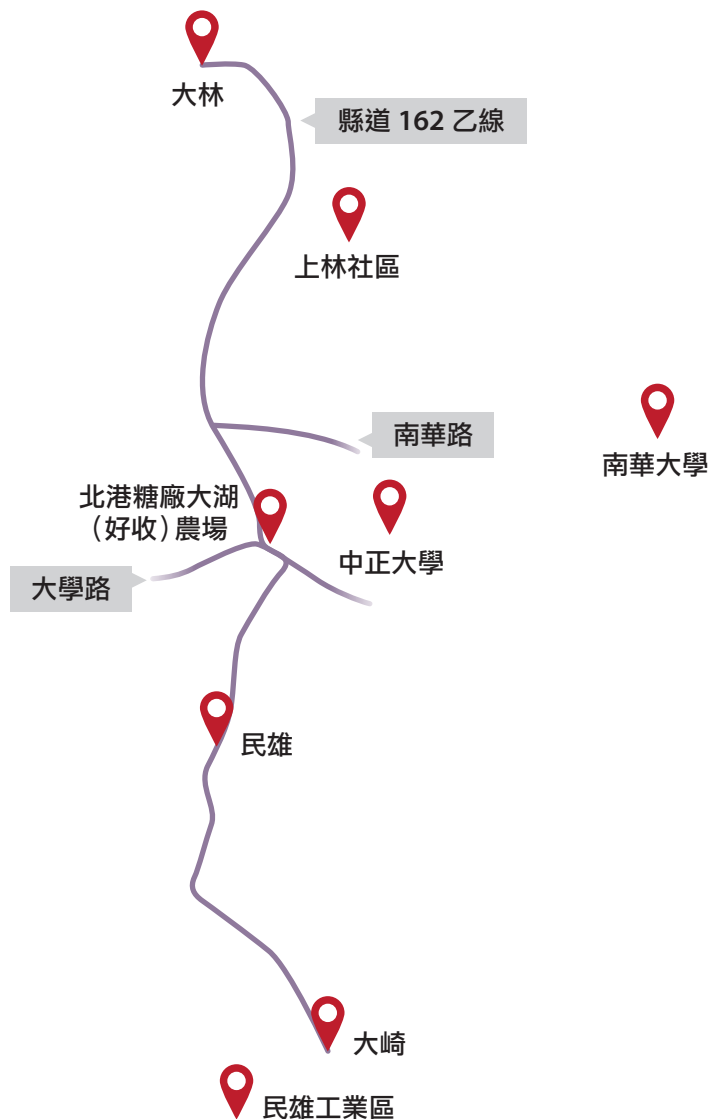 大林
縣道 162 乙線
上林社區
南華路
南華大學
北港糖廠大湖
（好收）農場
中正大學
大學路
民雄
大崎
民雄工業區